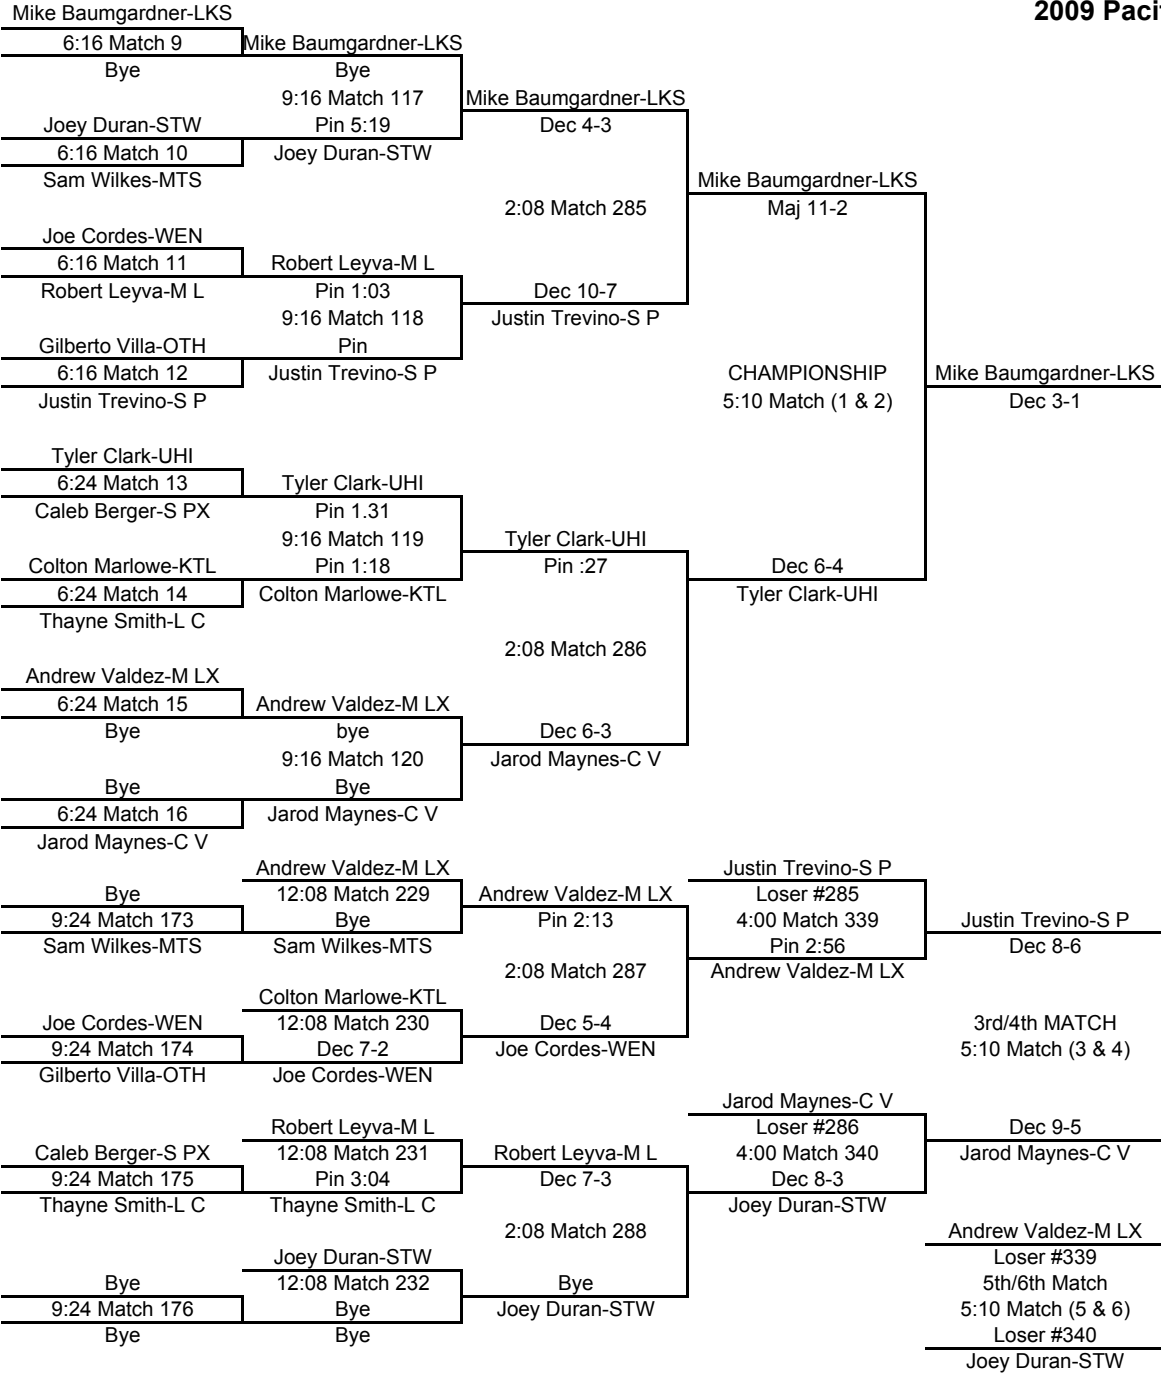 2009 Paci
Mike Baumgardner-LKS
6:16 Match 9
Mike Baumgardner-LKS
Bye
Bye
9:16 Match 117
Mike Baumgardner-LKS
Joey Duran-STW
Pin 5:19
Dec 4-3
6:16 Match 10
Joey Duran-STW
Sam Wilkes-MTS
Mike Baumgardner-LKS
2:08 Match 285
Maj 11-2
Joe Cordes-WEN
6:16 Match 11
Robert Leyva-M L
Robert Leyva-M L
Pin 1:03
Dec 10-7
9:16 Match 118
Justin Trevino-S P
Gilberto Villa-OTH
Pin
6:16 Match 12
Justin Trevino-S P
CHAMPIONSHIP
Mike Baumgardner-LKS
Justin Trevino-S P
5:10 Match (1 & 2)
Dec 3-1
Tyler Clark-UHI
6:24 Match 13
Tyler Clark-UHI
Caleb Berger-S PX
Pin 1.31
9:16 Match 119
Tyler Clark-UHI
Colton Marlowe-KTL
Pin 1:18
Pin :27
Dec 6-4
6:24 Match 14
Colton Marlowe-KTL
Tyler Clark-UHI
Thayne Smith-L C
2:08 Match 286
Andrew Valdez-M LX
6:24 Match 15
Andrew Valdez-M LX
Bye
bye
Dec 6-3
9:16 Match 120
Jarod Maynes-C V
Bye
Bye
6:24 Match 16
Jarod Maynes-C V
Jarod Maynes-C V
Andrew Valdez-M LX
Justin Trevino-S P
Bye
12:08 Match 229
Andrew Valdez-M LX
Loser #285
9:24 Match 173
Bye
Pin 2:13
4:00 Match 339
Justin Trevino-S P
Sam Wilkes-MTS
Sam Wilkes-MTS
Pin 2:56
Dec 8-6
2:08 Match 287
Andrew Valdez-M LX
Colton Marlowe-KTL
Joe Cordes-WEN
12:08 Match 230
Dec 5-4
3rd/4th MATCH
9:24 Match 174
Dec 7-2
Joe Cordes-WEN
5:10 Match (3 & 4)
Gilberto Villa-OTH
Joe Cordes-WEN
Jarod Maynes-C V
Robert Leyva-M L
Loser #286
Dec 9-5
Caleb Berger-S PX
12:08 Match 231
Robert Leyva-M L
4:00 Match 340
Jarod Maynes-C V
9:24 Match 175
Pin 3:04
Dec 7-3
Dec 8-3
Thayne Smith-L C
Thayne Smith-L C
Joey Duran-STW
2:08 Match 288
Andrew Valdez-M LX
Joey Duran-STW
Loser #339
Bye
12:08 Match 232
Bye
5th/6th Match
9:24 Match 176
Bye
Joey Duran-STW
5:10 Match (5 & 6)
Bye
Bye
Loser #340
Joey Duran-STW